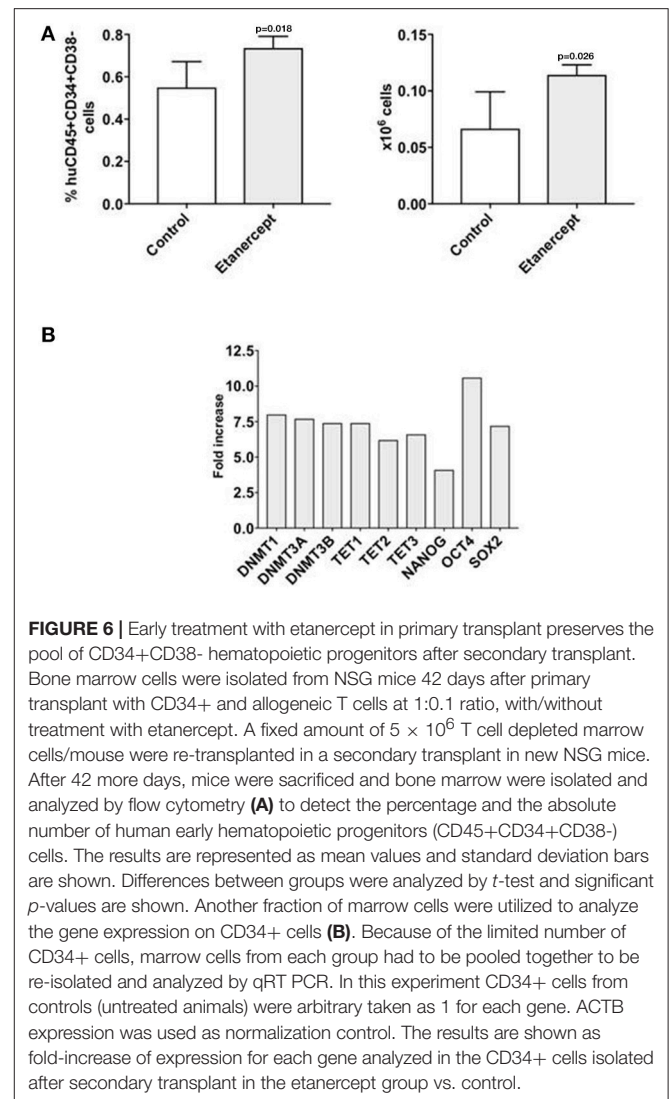 A
% huCD45+CD34+CD38-
cells
0.8
0.6
0.4
0.2
0.0
p=0.018
Control
Etanercept
x10⁶ cells
0.15
0.10
0.05
0.00
p=0.026
Control
Etanercept
B
Fold increase
12.5
10.0
7.5
5.0
2.5
0.0
DNMT1
DNMT3A
DNMT3B
TET1
TET2
TET3
NANOG
OCT4
SOX2
FIGURE 6 | Early treatment with etanercept in primary transplant preserves the
pool of CD34+CD38- hematopoietic progenitors after secondary transplant.
Bone marrow cells were isolated from NSG mice 42 days after primary
transplant with CD34+ and allogeneic T cells at 1:0.1 ratio, with/without
treatment with etanercept. A fixed amount of 5 × 10⁶ T cell depleted marrow
cells/mouse were re-transplanted in a secondary transplant in new NSG mice.
After 42 more days, mice were sacrificed and bone marrow were isolated and
analyzed by flow cytometry (A) to detect the percentage and the absolute
number of human early hematopoietic progenitors (CD45+CD34+CD38-)
cells. The results are represented as mean values and standard deviation bars
are shown. Differences between groups were analyzed by t-test and significant
p-values are shown. Another fraction of marrow cells were utilized to analyze
the gene expression on CD34+ cells (B). Because of the limited number of
CD34+ cells, marrow cells from each group had to be pooled together to be
re-isolated and analyzed by qRT PCR. In this experiment CD34+ cells from
controls (untreated animals) were arbitrary taken as 1 for each gene. ACTB
expression was used as normalization control. The results are shown as
fold-increase of expression for each gene analyzed in the CD34+ cells isolated
after secondary transplant in the etanercept group vs. control.